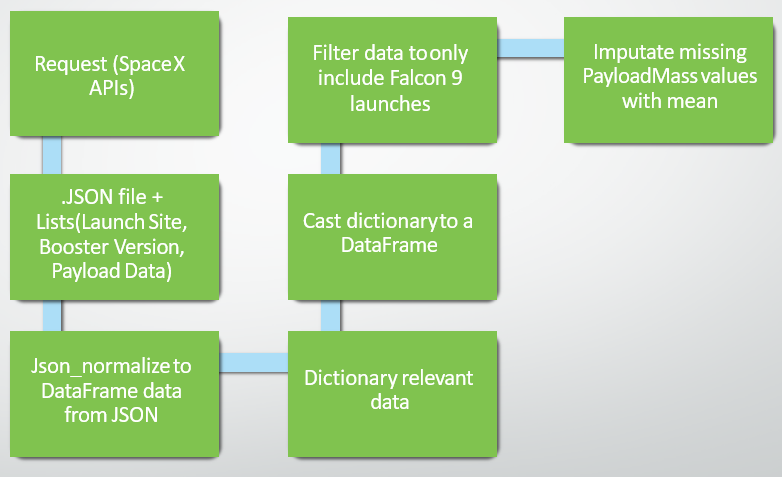 Request (SpaceX
APIs)
.JSON file +
Lists(Launch Site,
Booster Version,
Payload Data)
Json_normalize to
DataFrame data
from JSON
Dictionary relevant
data
Cast dictionary to a
DataFrame
Filter data to only
include Falcon 9
launches
Imputate missing
PayloadMass values
with mean